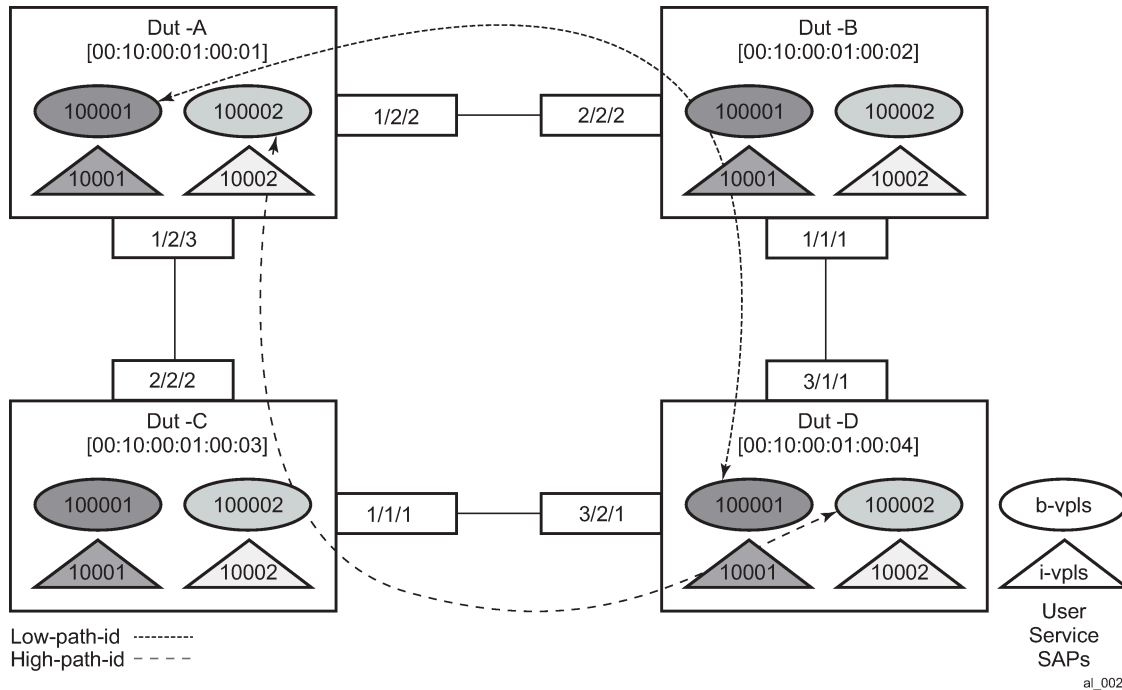 Dut -A
[00:10:00:01:00:01]
100001
100002
10001
10002
1/2/2
2/2/2
Dut -B
[00:10:00:01:00:02]
100001
100002
10001
10002
1/2/3
1/1/1
2/2/2
3/1/1
Dut -C
[00:10:00:01:00:03]
100001
100002
10001
10002
1/1/1
3/2/1
Dut -D
[00:10:00:01:00:04]
100001
100002
10001
10002
b-vpls
i-vpls
User
Service
SAPs
Low-path-id
High-path-id
al_002